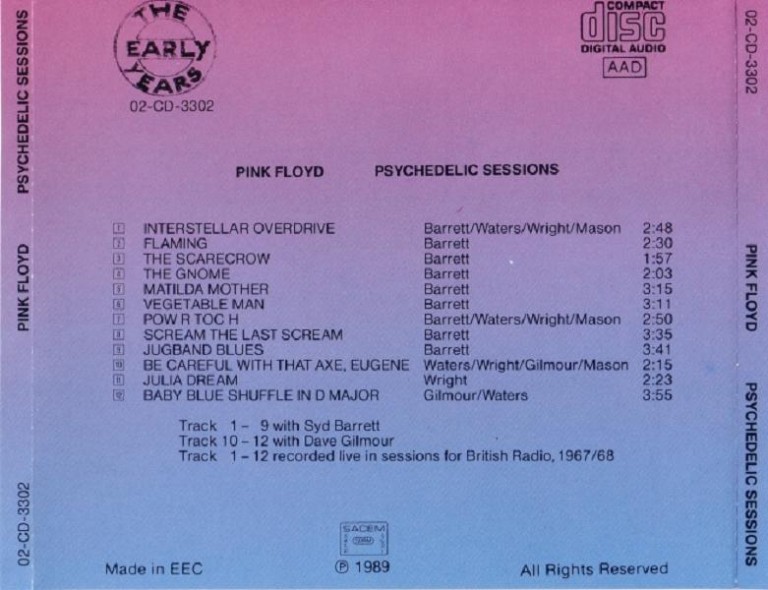 THE
EARLY
YEARS
02-CD-3302
COMPACT
disc
DIGITAL AUDIO
AAD
PINK FLOYD PSYCHEDELIC SESSIONS
1 INTERSTELLAR OVERDRIVE Barrett/Waters/Wright/Mason 2:48
2 FLAMING Barrett 2:30
3 THE SCARECROW Barrett 1:57
4 THE GNOME Barrett 2:03
5 MATILDA MOTHER Barrett 3:15
6 VEGETABLE MAN Barrett 3:11
7 POW R TOC H Barrett/Waters/Wright/Mason 2:50
8 SCREAM THE LAST SCREAM Barrett 3:35
9 JUGBAND BLUES Barrett 3:41
10 BE CAREFUL WITH THAT AXE, EUGENE Waters/Wright/Gilmour/Mason 2:15
11 JULIA DREAM Wright 2:23
12 BABY BLUE SHUFFLE IN D MAJOR Gilmour/Waters 3:55
Track 1 – 9 with Syd Barrett
Track 10 – 12 with Dave Gilmour
Track 1 – 12 recorded live in sessions for British Radio, 1967/68
SACEM
Made in EEC
℗ 1989
All Rights Reserved
02-CD-3302 PINK FLOYD PSYCHEDELIC SESSIONS
02-CD-3302 PINK FLOYD PSYCHEDELIC SESSIONS